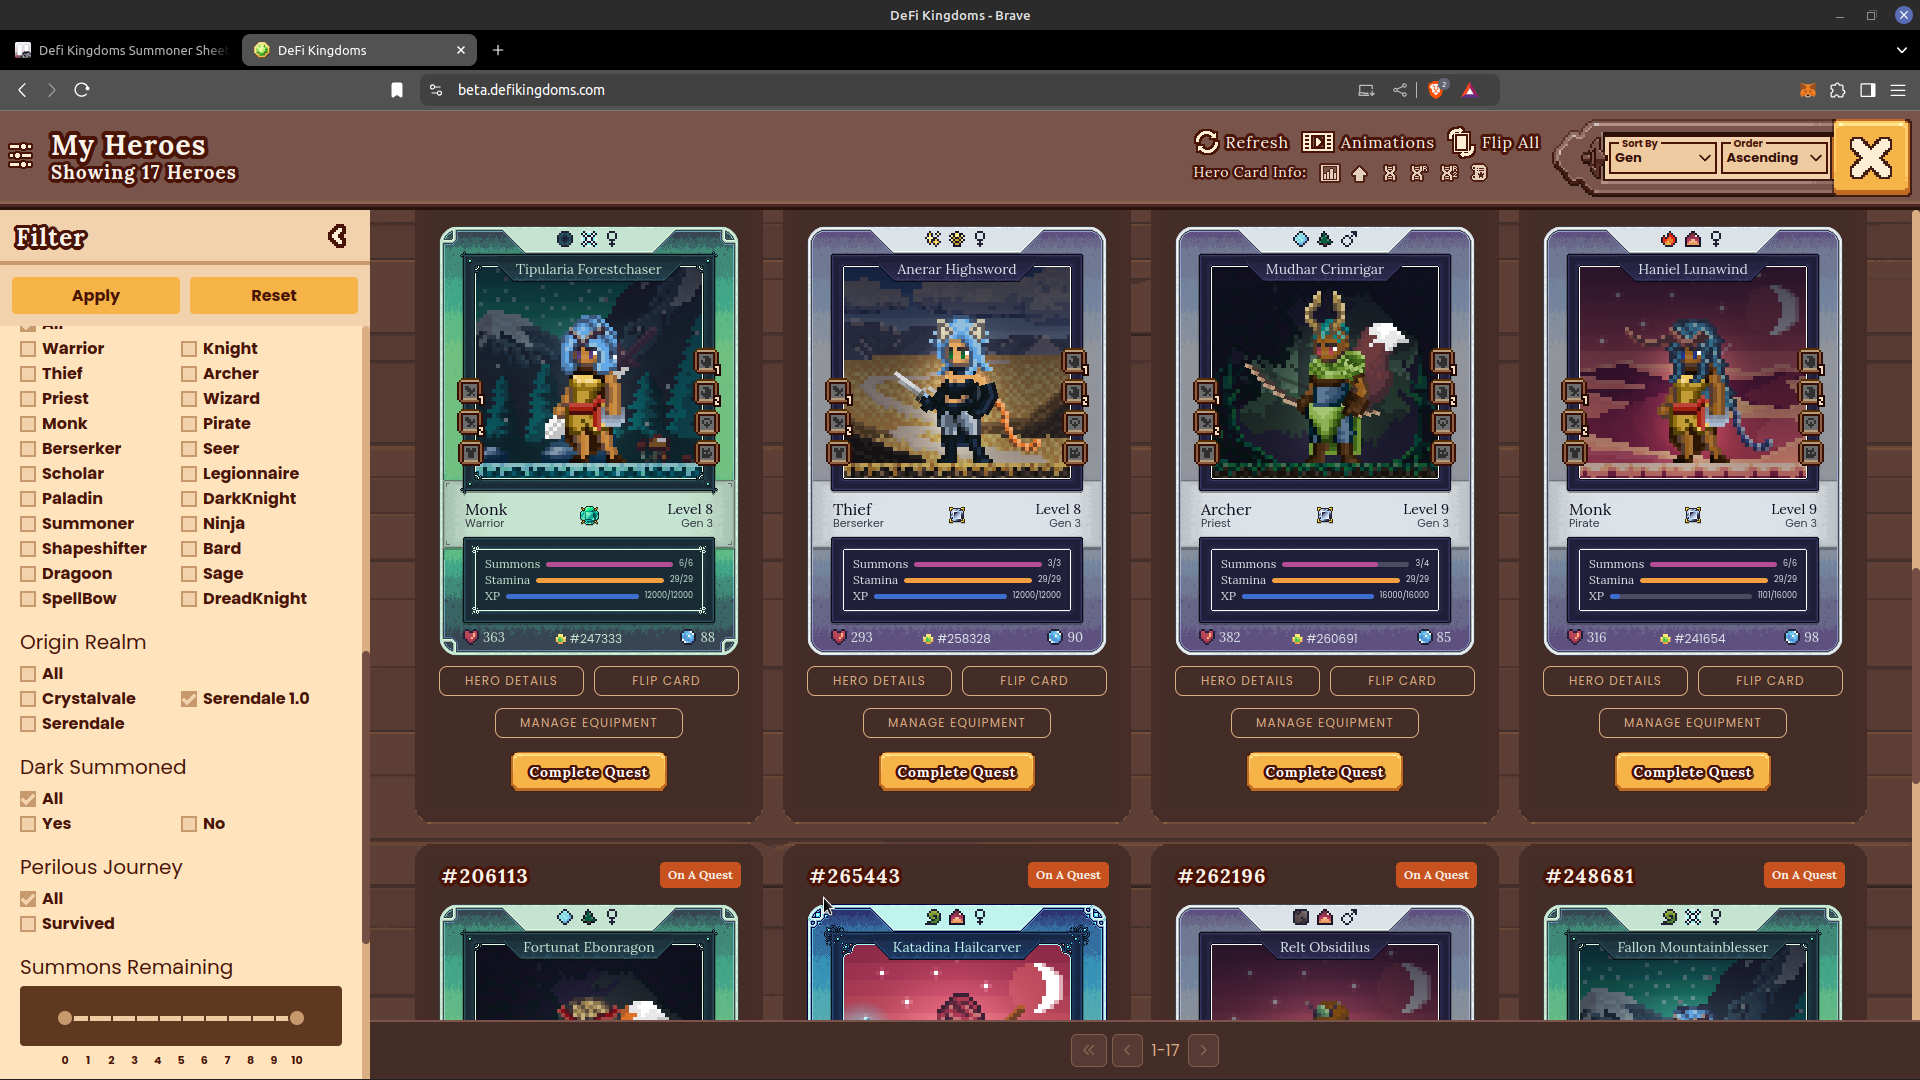 DeFi Kingdoms - Brave
Defi Kingdoms Summoner Shee
DeFi Kingdoms
beta.defikingdoms.com
2
My Heroes
Showing 17 Heroes
Refresh
Animations
Flip All
Hero Card Info:
Sort By
Gen
Order
Ascending
Filter
Apply
Reset
All
Warrior
Knight
Thief
Archer
Priest
Wizard
Monk
Pirate
Berserker
Seer
Scholar
Legionnaire
Paladin
DarkKnight
Summoner
Ninja
Shapeshifter
Bard
Dragoon
Sage
SpellBow
DreadKnight
Origin Realm
All
Crystalvale
Serendale 1.0
Serendale
Dark Summoned
All
Yes
No
Perilous Journey
All
Survived
Summons Remaining
0 1 2 3 4 5 6 7 8 9 10
Tipularia Forestchaser
Monk
Warrior
Level 8
Gen 3
Summons 6/6
Stamina 29/29
XP 12000/12000
363 #247333 88
HERO DETAILS
FLIP CARD
MANAGE EQUIPMENT
Complete Quest
Anerar Highsword
Thief
Berserker
Level 8
Gen 3
Summons 3/3
Stamina 29/29
XP 12000/12000
293 #258328 90
HERO DETAILS
FLIP CARD
MANAGE EQUIPMENT
Complete Quest
Mudhar Crimrigar
Archer
Priest
Level 9
Gen 3
Summons 3/4
Stamina 29/29
XP 16000/16000
382 #260691 85
HERO DETAILS
FLIP CARD
MANAGE EQUIPMENT
Complete Quest
Haniel Lunawind
Monk
Pirate
Level 9
Gen 3
Summons 6/6
Stamina 29/29
XP 1101/16000
316 #241654 98
HERO DETAILS
FLIP CARD
MANAGE EQUIPMENT
Complete Quest
#206113
On A Quest
Fortunat Ebonragon
#265443
On A Quest
Katadina Hailcarver
#262196
On A Quest
Relt Obsidilus
#248681
On A Quest
Fallon Mountainblesser
1-17